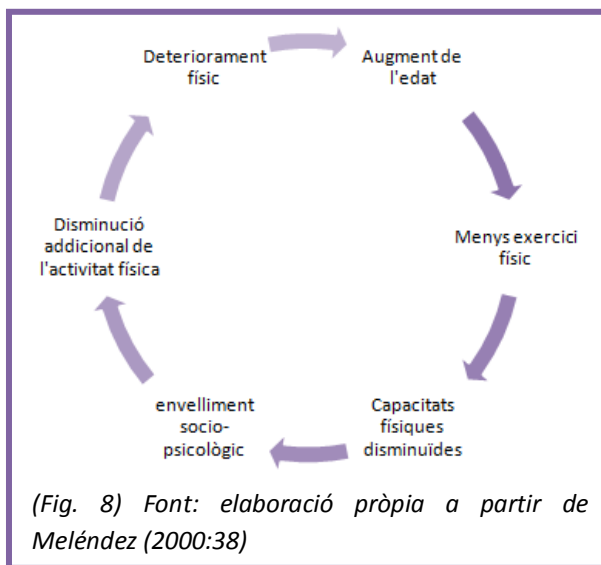 Deteriorament
físic
Augment de
l'edat
Menys exercici
físic
Capacitats
físiques
disminuïdes
envelliment
socio-
psicològic
Disminució
addicional de
l'activitat física
(Fig. 8) Font: elaboració pròpia a partir de
Meléndez (2000:38)